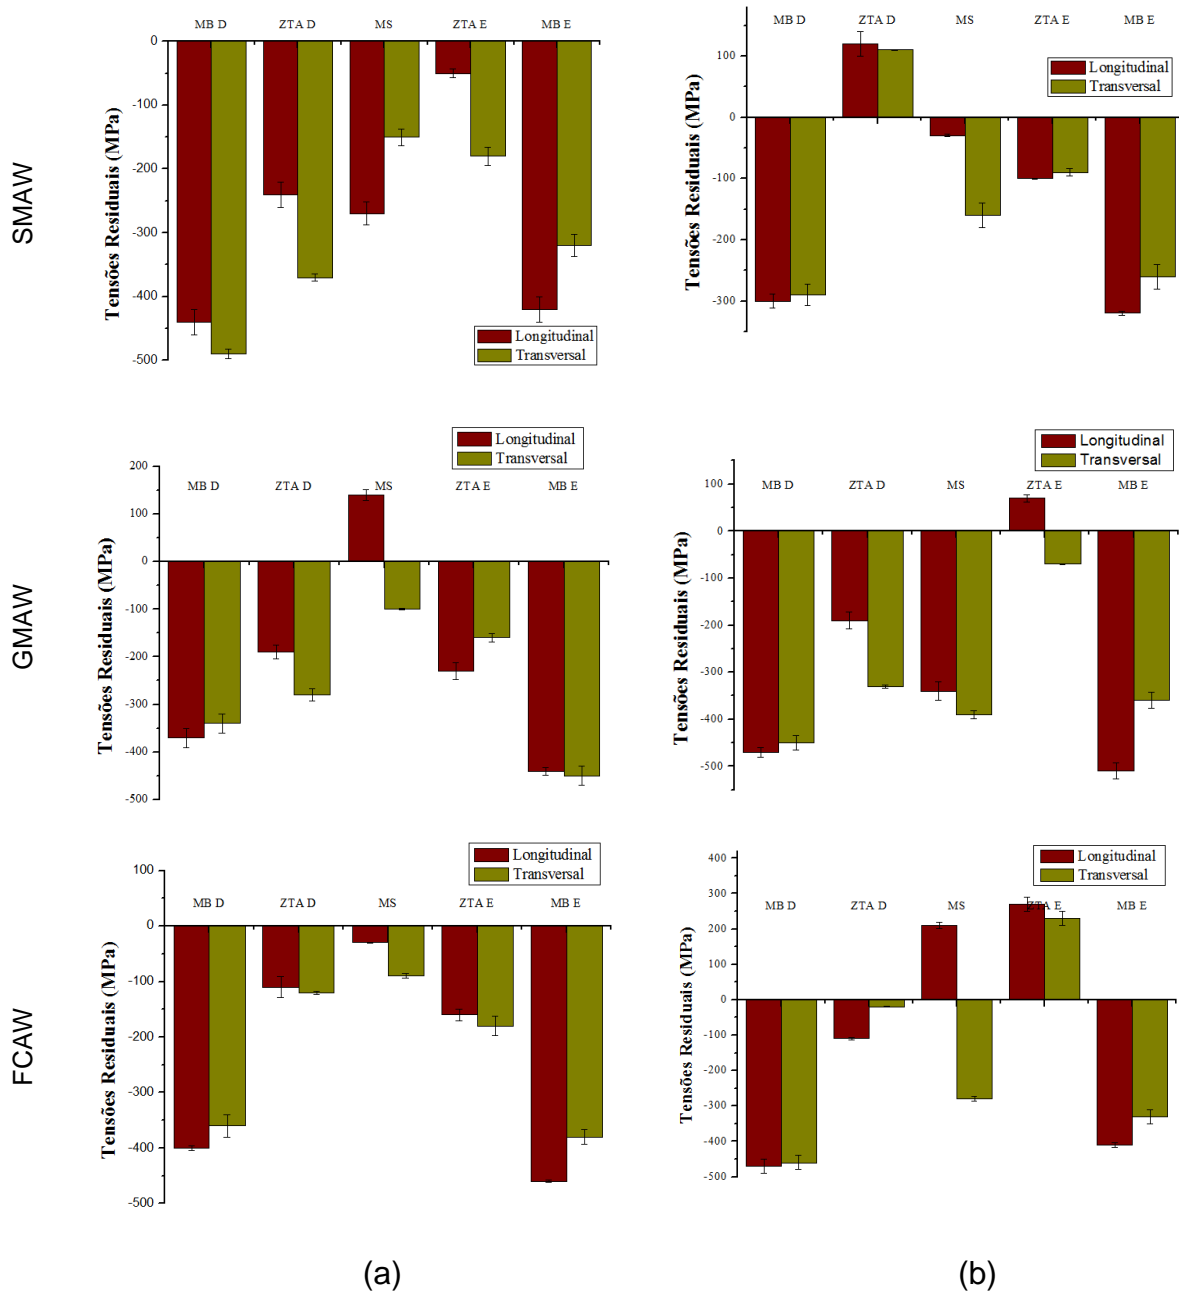 SMAW
Tensões Residuais (MPa)
MB D ZTA D MS ZTA E MB E
0
-100
-200
-300
-400
-500
Longitudinal
Transversal
Tensões Residuais (MPa)
MB D ZTA D MS ZTA E MB E
100
0
-100
-200
-300
Longitudinal
Transversal
GMAW
Tensões Residuais (MPa)
Longitudinal
Transversal
MB D ZTA D MS ZTA E MB E
200
100
0
-100
-200
-300
-400
-500
Tensões Residuais (MPa)
Longitudinal
Transversal
MB D ZTA D MS ZTA E MB E
100
0
-100
-200
-300
-400
-500
FCAW
Tensões Residuais (MPa)
Longitudinal
Transversal
MB D ZTA D MS ZTA E MB E
100
0
-100
-200
-300
-400
-500
Tensões Residuais (MPa)
Longitudinal
Transversal
MB D ZTA D MS ZTA E MB E
400
300
200
100
0
-100
-200
-300
-400
-500
(a)
(b)